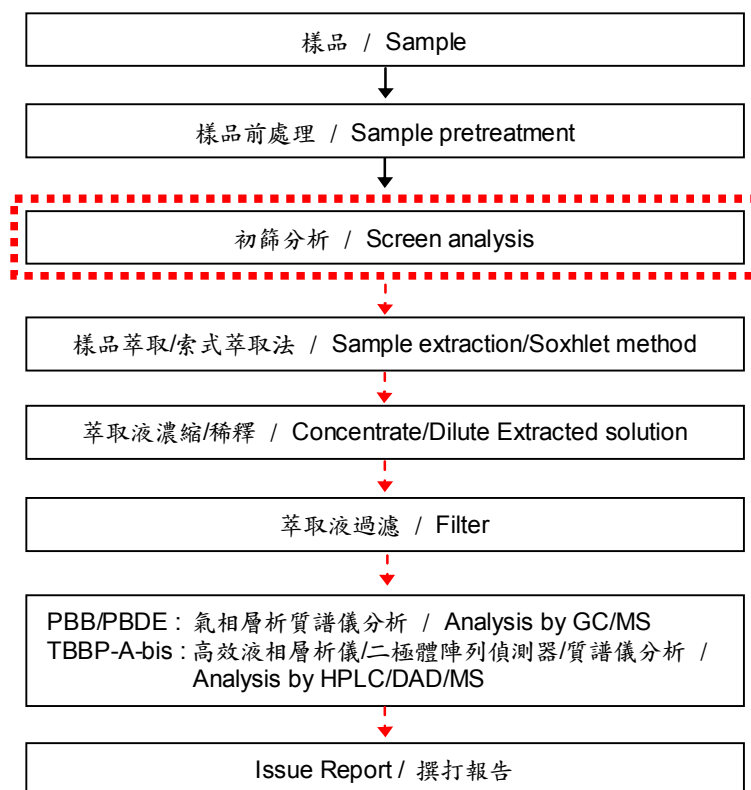 樣品 / Sample
樣品前處理 / Sample pretreatment
初篩分析 / Screen analysis
樣品萃取/索式萃取法 / Sample extraction/Soxhlet method
萃取液濃縮/稀釋 / Concentrate/Dilute Extracted solution
萃取液過濾 / Filter
PBB/PBDE : 氣相層析質譜儀分析 / Analysis by GC/MS
TBBP-A-bis : 高效液相層析儀/二極體陣列偵測器/質譜儀分析 /
Analysis by HPLC/DAD/MS
Issue Report / 撰打報告